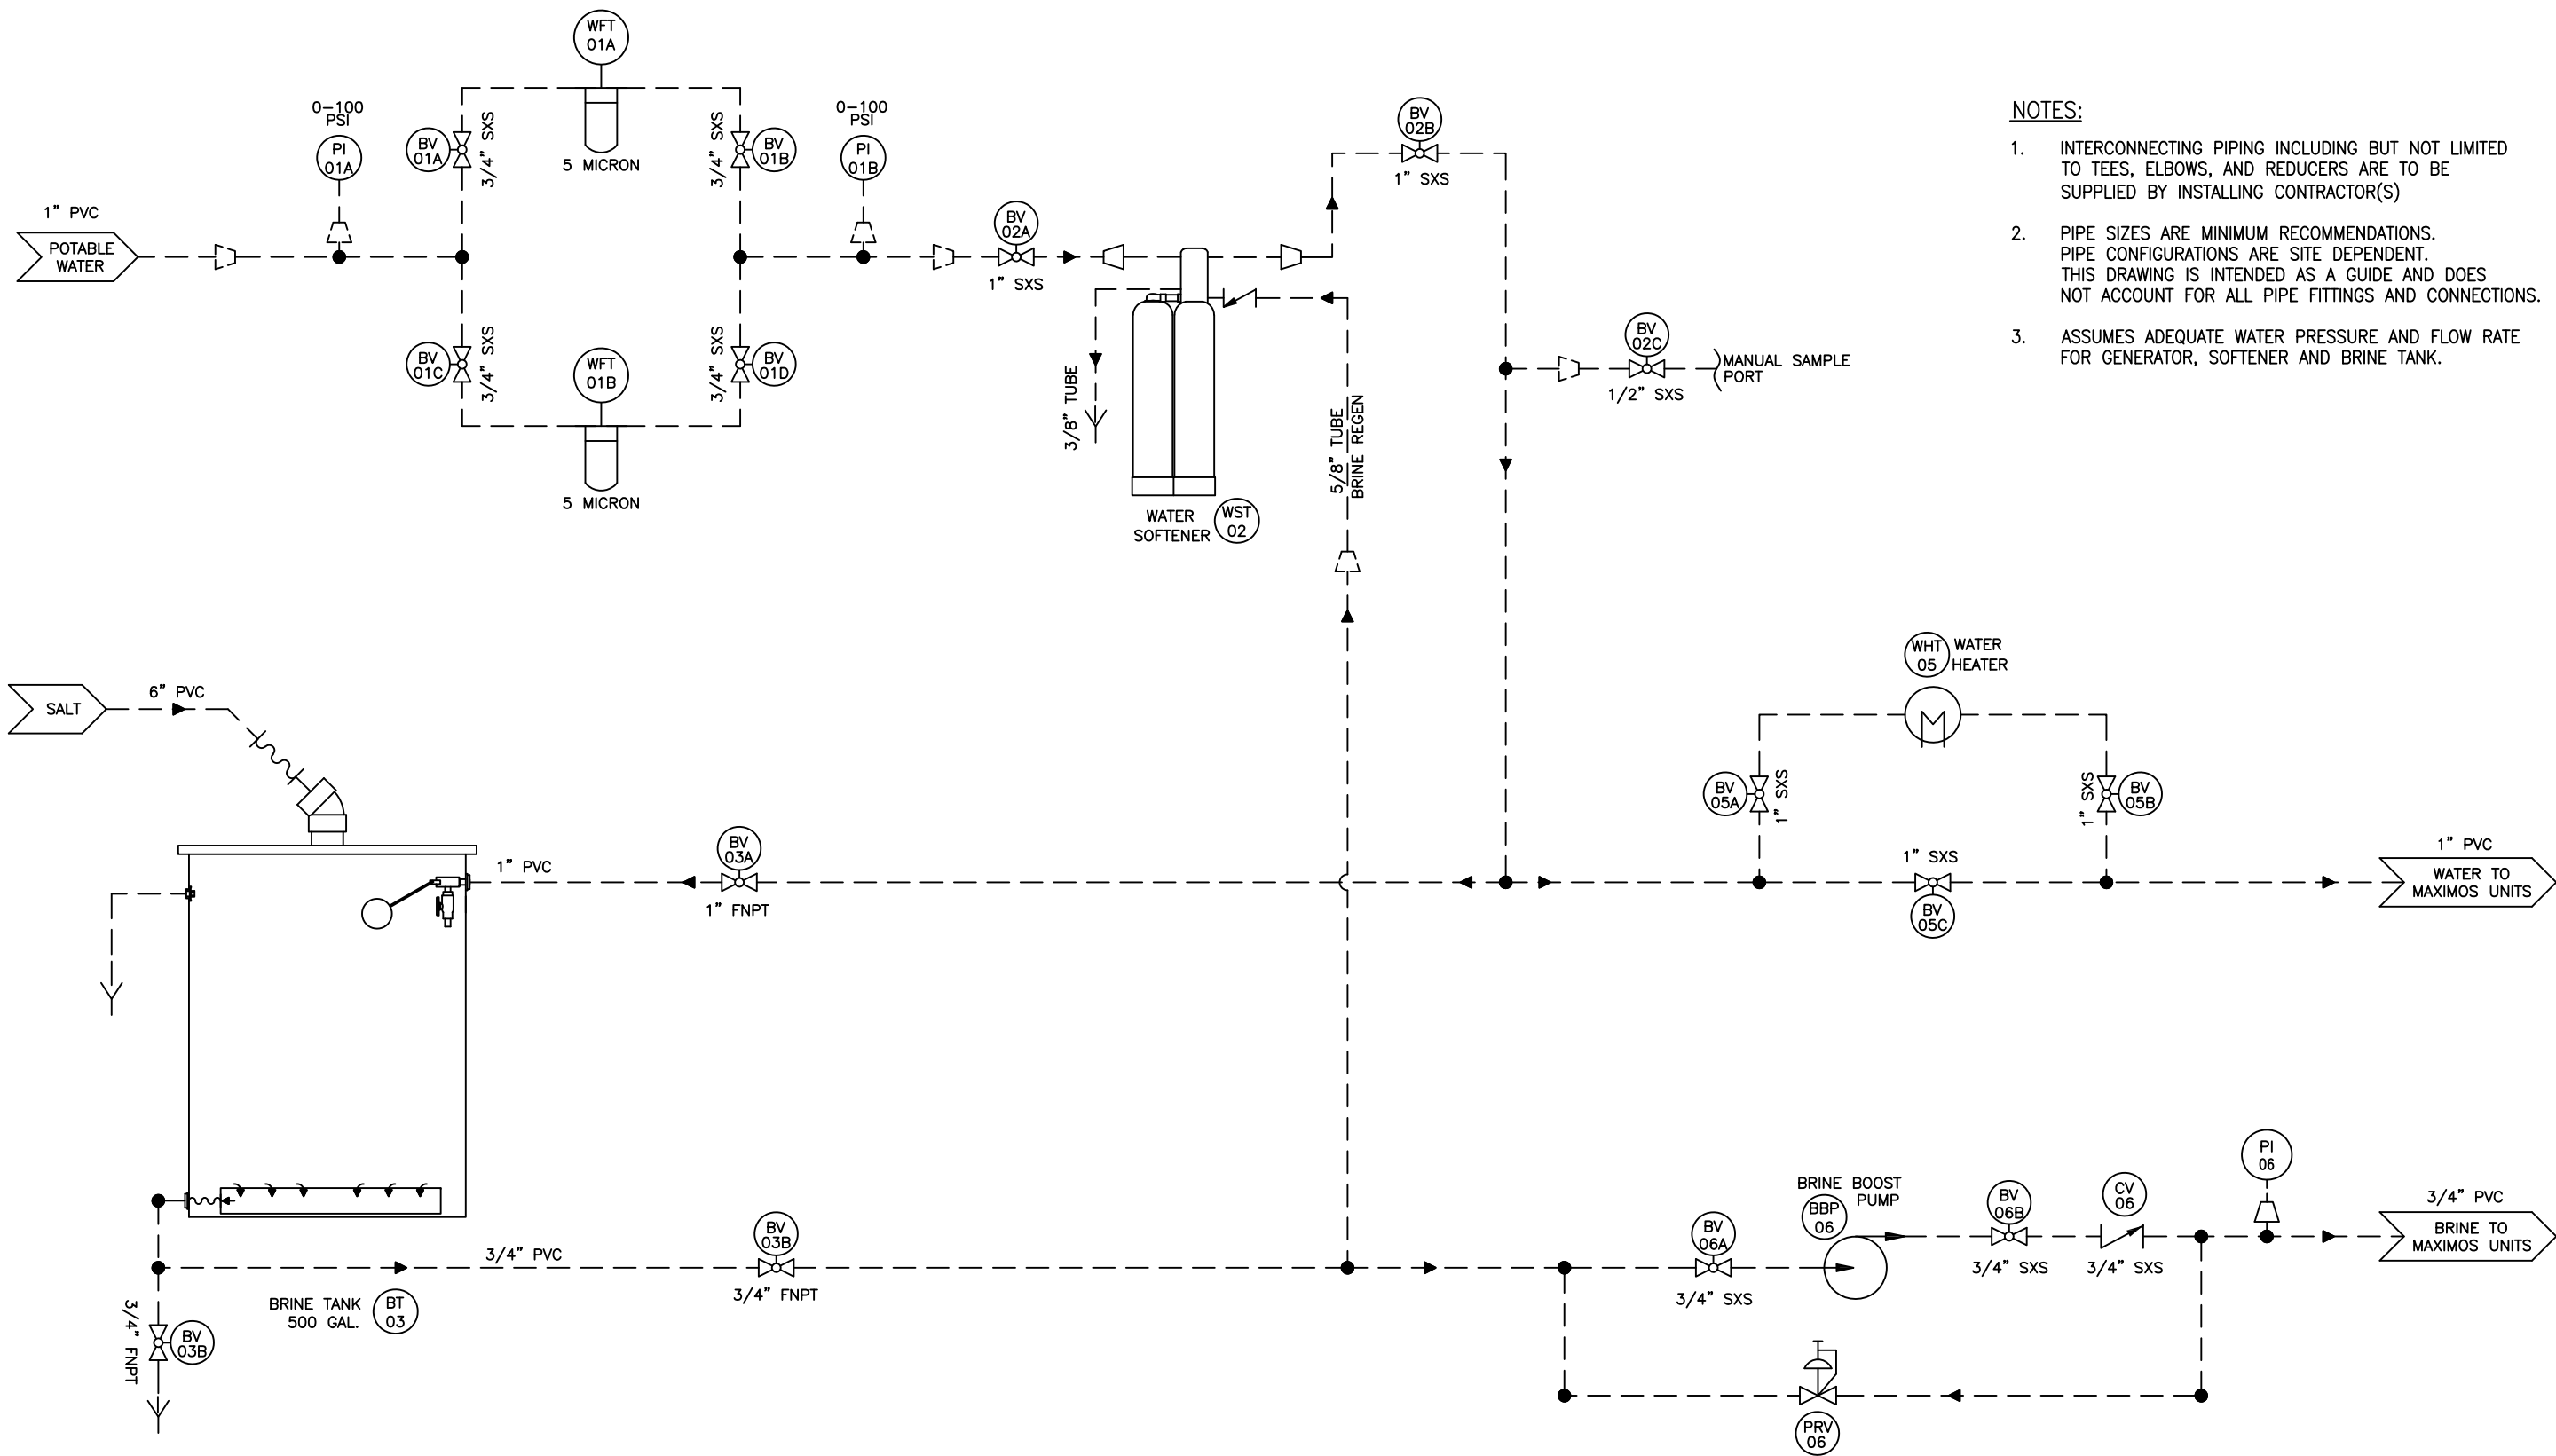 WFT
01A
0-100
PSI
PI
01A
BV
01A
3/4" SXS
5 MICRON
3/4" SXS
BV
01B
0-100
PSI
PI
01B
1" PVC
POTABLE
WATER
BV
01C
3/4" SXS
WFT
01B
5 MICRON
3/4" SXS
BV
01D
BV
02A
1" SXS
BV
02B
1" SXS
3/8" TUBE
WATER
SOFTENER
WST
02
5/8" TUBE
BRINE REGEN
BV
02C
1/2" SXS
MANUAL SAMPLE
PORT
NOTES:
1. INTERCONNECTING PIPING INCLUDING BUT NOT LIMITED
TO TEES, ELBOWS, AND REDUCERS ARE TO BE
SUPPLIED BY INSTALLING CONTRACTOR(S)
2. PIPE SIZES ARE MINIMUM RECOMMENDATIONS.
PIPE CONFIGURATIONS ARE SITE DEPENDENT.
THIS DRAWING IS INTENDED AS A GUIDE AND DOES
NOT ACCOUNT FOR ALL PIPE FITTINGS AND CONNECTIONS.
3. ASSUMES ADEQUATE WATER PRESSURE AND FLOW RATE
FOR GENERATOR, SOFTENER AND BRINE TANK.
SALT
6" PVC
1" PVC
BV
03A
1" FNPT
WHT
05
WATER
HEATER
BV
05A
1" SXS
1" SXS
BV
05B
1" SXS
BV
05C
1" PVC
WATER TO
MAXIMOS UNITS
3/4" PVC
BV
03B
3/4" FNPT
BRINE TANK
500 GAL.
BT
03
3/4" FNPT
BV
03B
BV
06A
3/4" SXS
BRINE BOOST
PUMP
BBP
06
BV
06B
3/4" SXS
CV
06
3/4" SXS
PI
06
3/4" PVC
BRINE TO
MAXIMOS UNITS
PRV
06